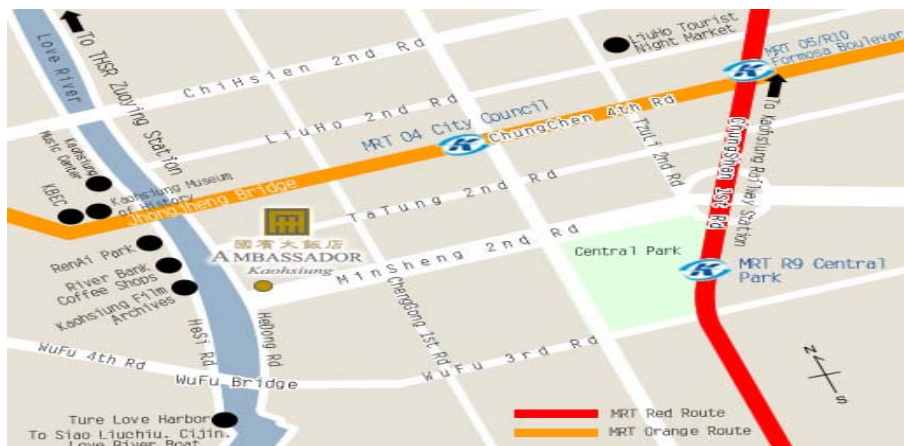 To THSR Zuoying Station
Love River
ChiHsien 2nd Rd
LiuHo Tourist
Night Market
MRT O5/R10
Formosa Boulevar
LiuHo 2nd Rd
MRT O4 City Council
ChungChen 4th Rd
TzuLi 2nd Rd
ChungShan 1st Rd
To Kaohsiung Railway Station
Kaohsiung
Music Center
KBEC
Kaohsiung Museum
of History
Jhongjheng Bridge
TaTung 2nd Rd
國賓大飯店
AMBASSADOR
Kaohsiung
RenAi Park
River Bank
Coffee Shops
Kaohsiung Film
Archives
MinSheng 2nd Rd
Central Park
MRT R9 Central
Park
HeSi Rd
HeDong Rd
ChengGong 1st Rd
WuFu 4th Rd
WuFu Bridge
WuFu 3rd Rd
N
S
Ture Love Harbor
To Siao Liuchiu, Cijin,
Love River Boat
MRT Red Route
MRT Orange Route